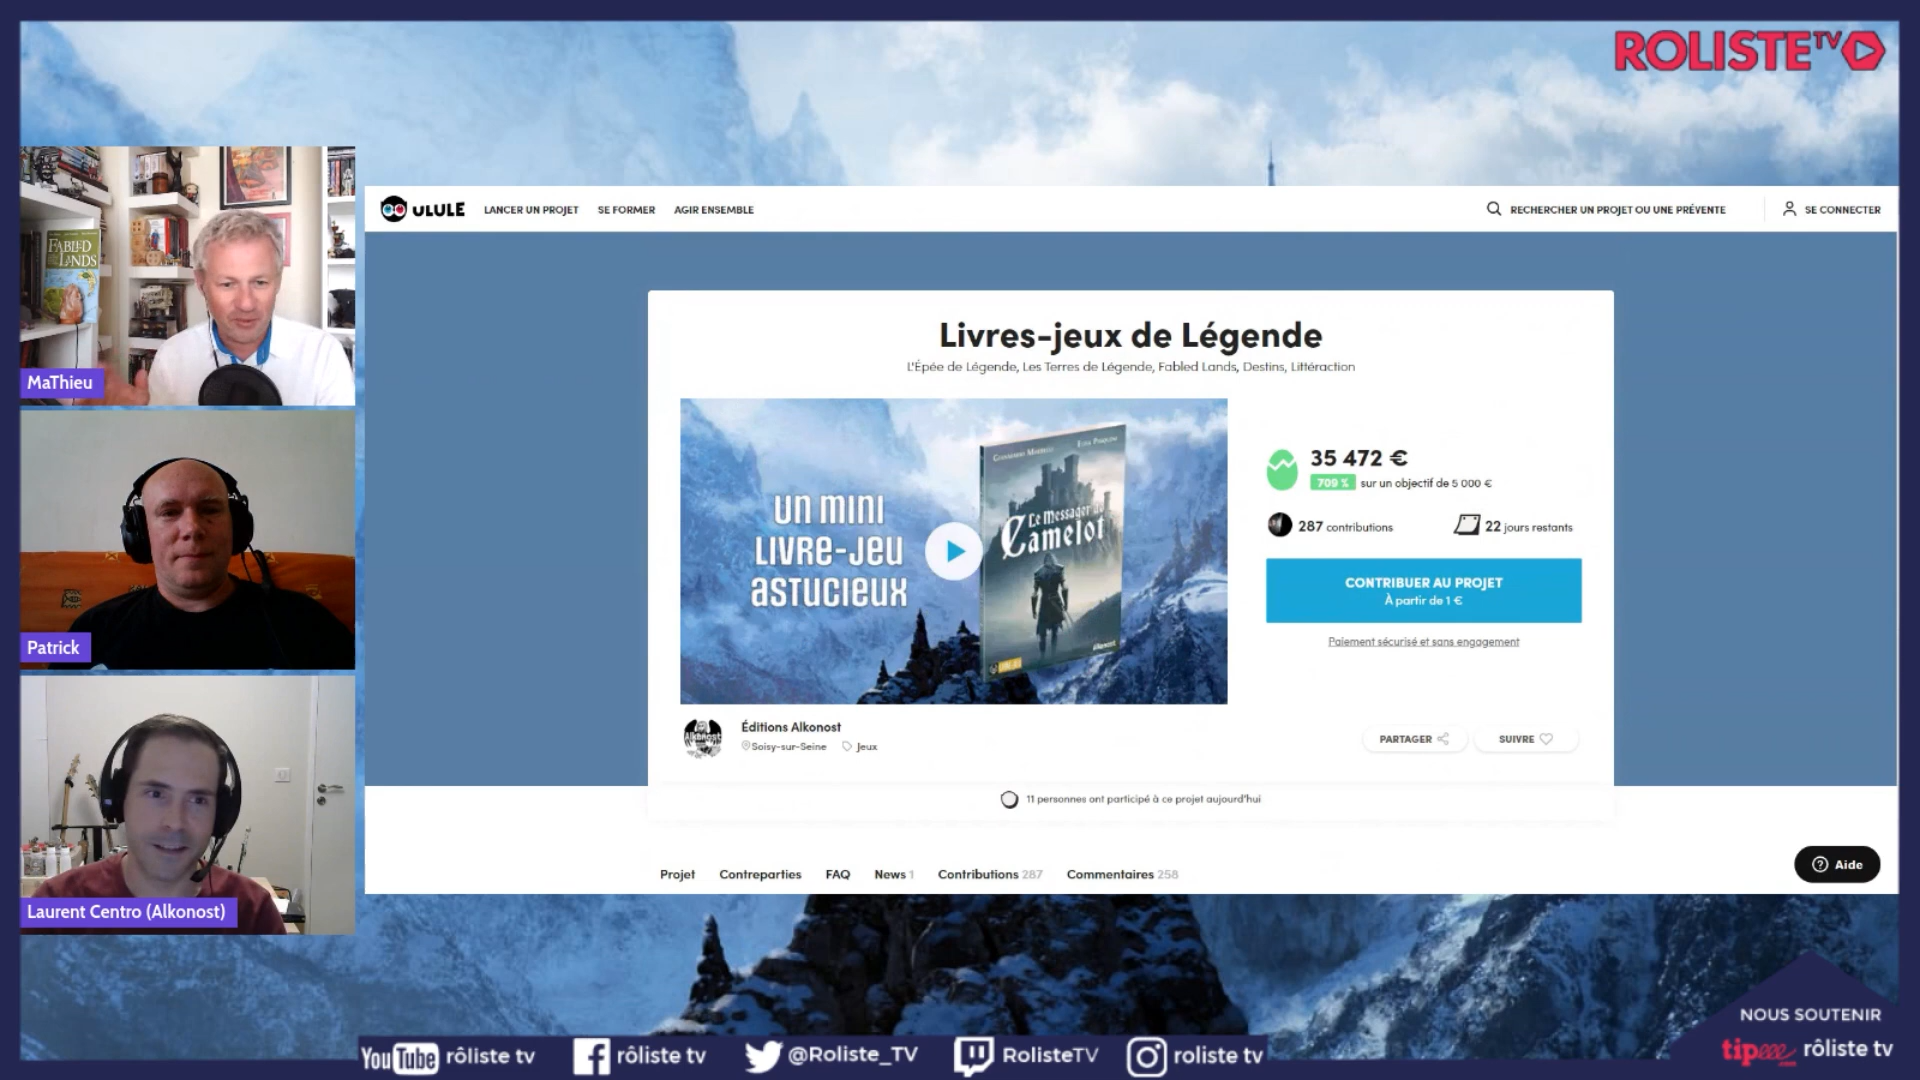 ROLISTE TV
FABLED
LANDS
MaThieu
Patrick
Laurent Centro (Alkonost)
ULULE
LANCER UN PROJET
SE FORMER
AGIR ENSEMBLE
RECHERCHER UN PROJET OU UNE PRÉVENTE
SE CONNECTER
Livres-jeux de Légende
L'Épée de Légende, Les Terres de Légende, Fabled Lands, Destins, Littéraction
UN MINI
LIVRE-JEU
ASTUCIEUX
Le Messager de
Camelot
Alkonost
35 472 €
709 % sur un objectif de 5 000 €
287 contributions
22 jours restants
CONTRIBUER AU PROJET
À partir de 1 €
Paiement sécurisé et sans engagement
Alkonost
Éditions Alkonost
Soisy-sur-Seine
Jeux
PARTAGER
SUIVRE
11 personnes ont participé à ce projet aujourd'hui
Projet
Contreparties
FAQ
News 1
Contributions 287
Commentaires 258
Aide
NOUS SOUTENIR
tipeee rôliste tv
YouTube rôliste tv
rôliste tv
@Roliste_TV
RolisteTV
roliste tv